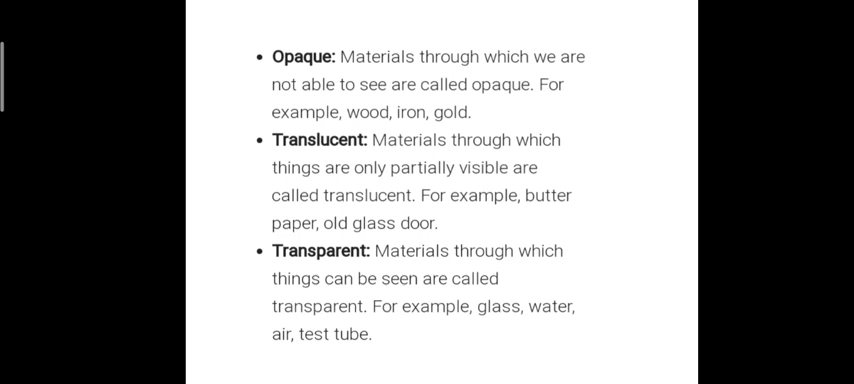 • Opaque: Materials through which we are
not able to see are called opaque. For
example, wood, iron, gold.
• Translucent: Materials through which
things are only partially visible are
called translucent. For example, butter
paper, old glass door.
• Transparent: Materials through which
things can be seen are called
transparent. For example, glass, water,
air, test tube.